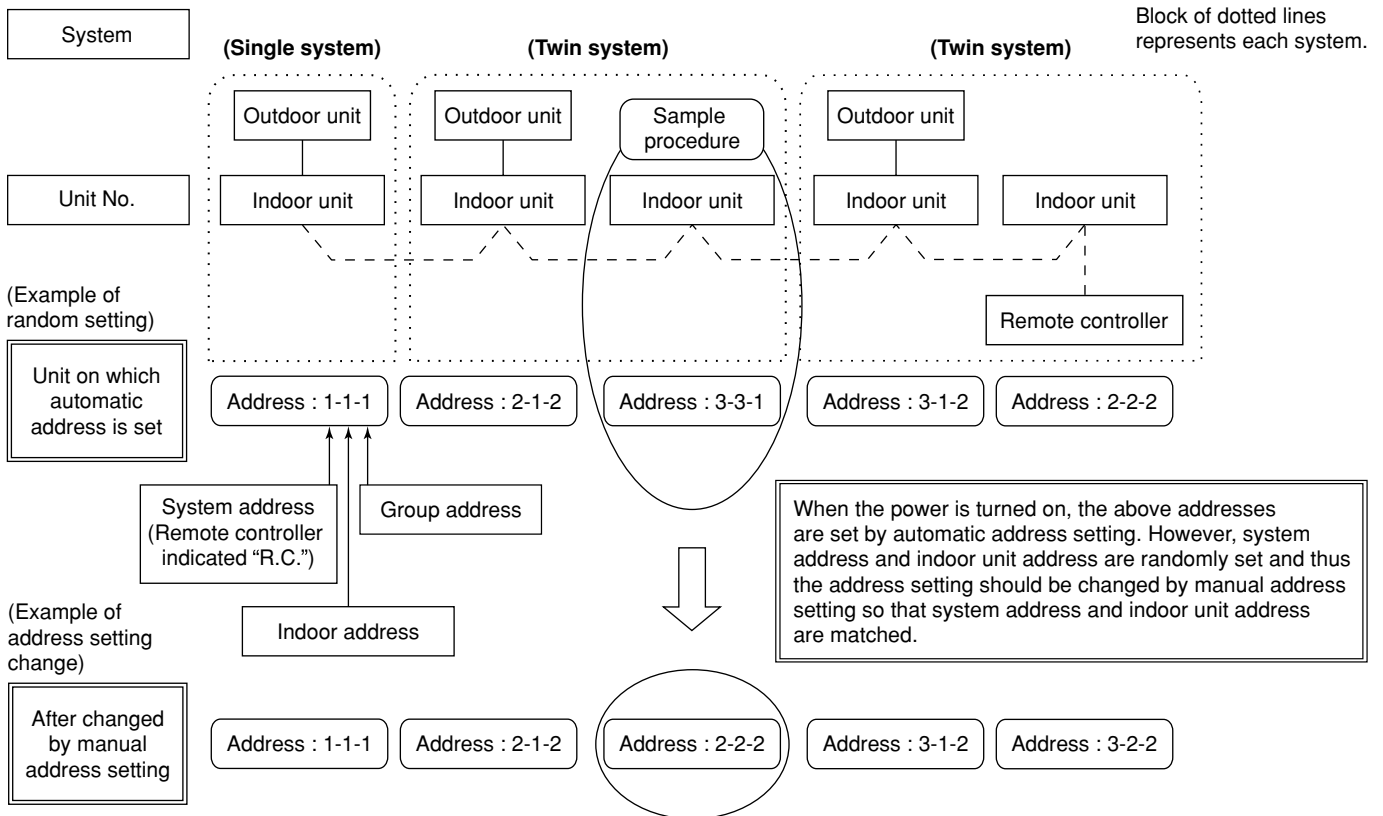 System
(Single system)
(Twin system)
(Twin system)
Block of dotted lines
represents each system.
Outdoor unit
Outdoor unit
Sample
procedure
Outdoor unit
Unit No.
Indoor unit
Indoor unit
Indoor unit
Indoor unit
Indoor unit
Remote controller
(Example of
random setting)
Unit on which
automatic
address is set
Address : 1-1-1
Address : 2-1-2
Address : 3-3-1
Address : 3-1-2
Address : 2-2-2
System address
(Remote controller
indicated “R.C.”)
Group address
Indoor address
When the power is turned on, the above addresses
are set by automatic address setting. However, system
address and indoor unit address are randomly set and thus
the address setting should be changed by manual address
setting so that system address and indoor unit address
are matched.
(Example of
address setting
change)
After changed
by manual
address setting
Address : 1-1-1
Address : 2-1-2
Address : 2-2-2
Address : 3-1-2
Address : 3-2-2